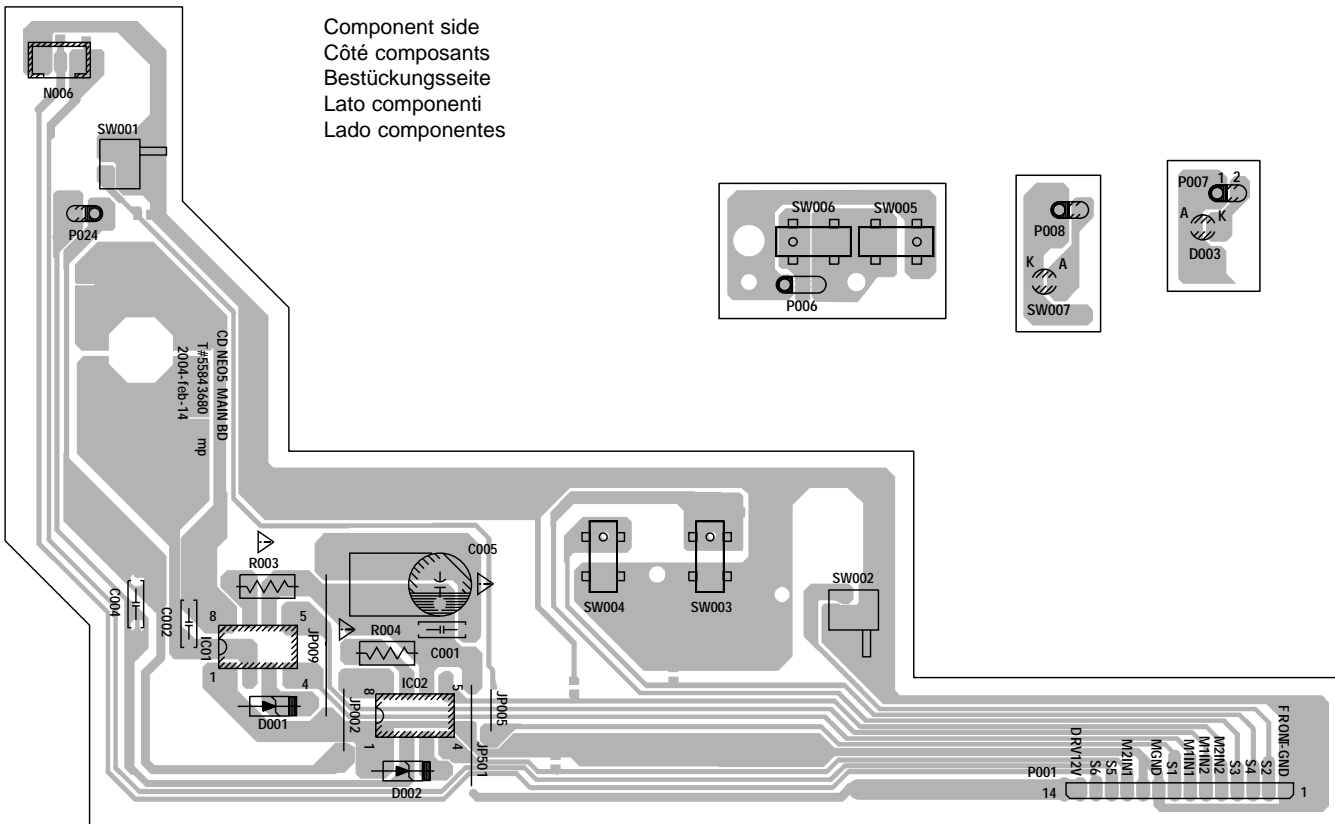 Component side
Côté composants
Bestückungsseite
Lato componenti
Lado componentes
N006
SW001
P024
CD NEO5 MAIN BD
T#55843680 mp
2004-feb-14
SW006
SW005
P006
P008
K
A
SW007
P007
1 2
A
K
D003
R003
C005
C004
C002
8
5
IC01
JP009
1
4
D001
R004
C001
IC02
8
5
JP002
JP005
1
4
JP501
D002
SW004
SW003
SW002
P001
14
DRV12V
S6
S5
M2IN1
MGND
S1
M1IN1
M1IN2
M2IN2
S3
S4
S2
FRONT-GND
1